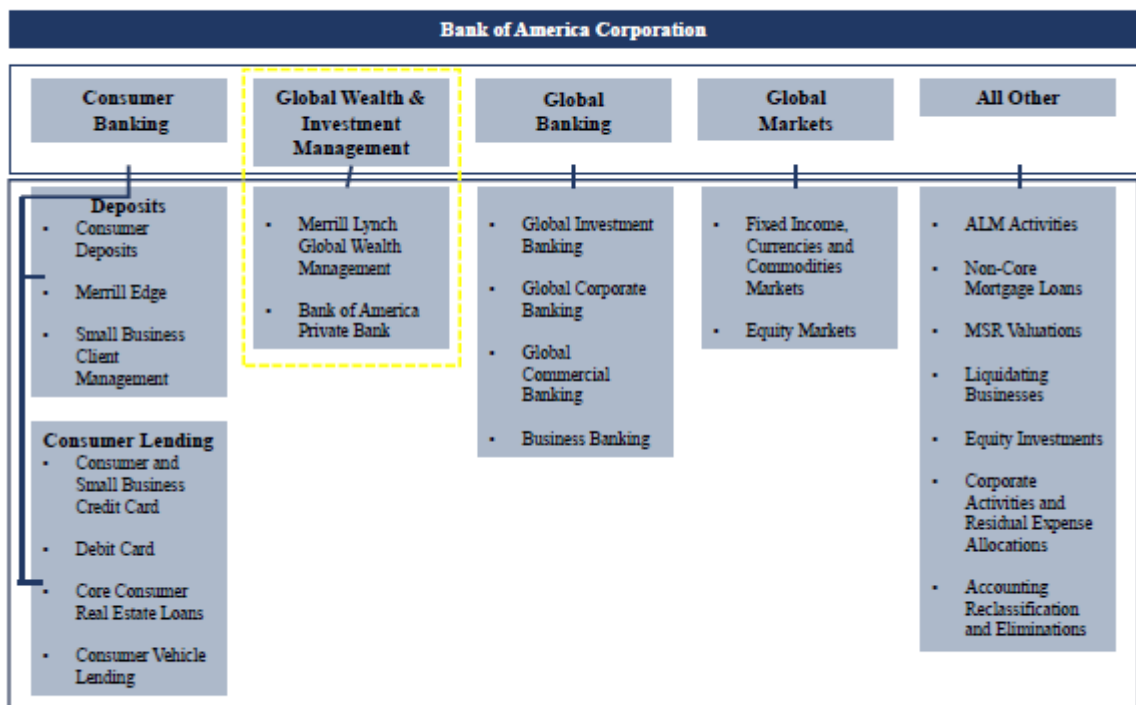 Bank of America Corporation
Consumer
Banking
Global Wealth &
Investment
Management
Global
Banking
Global
Markets
All Other
Deposits
• Consumer
Deposits
• Merrill Edge
• Small Business
Client
Management
Consumer Lending
• Consumer and
Small Business
Credit Card
• Debit Card
• Core Consumer
Real Estate Loans
• Consumer Vehicle
Lending
• Merrill Lynch
Global Wealth
Management
• Bank of America
Private Bank
• Global Investment
Banking
• Global Corporate
Banking
• Global
Commercial
Banking
• Business Banking
• Fixed Income,
Currencies and
Commodities
Markets
• Equity Markets
• ALM Activities
• Non-Core
Mortgage Loans
• MSR Valuations
• Liquidating
Businesses
• Equity Investments
• Corporate
Activities and
Residual Expense
Allocations
• Accounting
Reclassification
and Eliminations